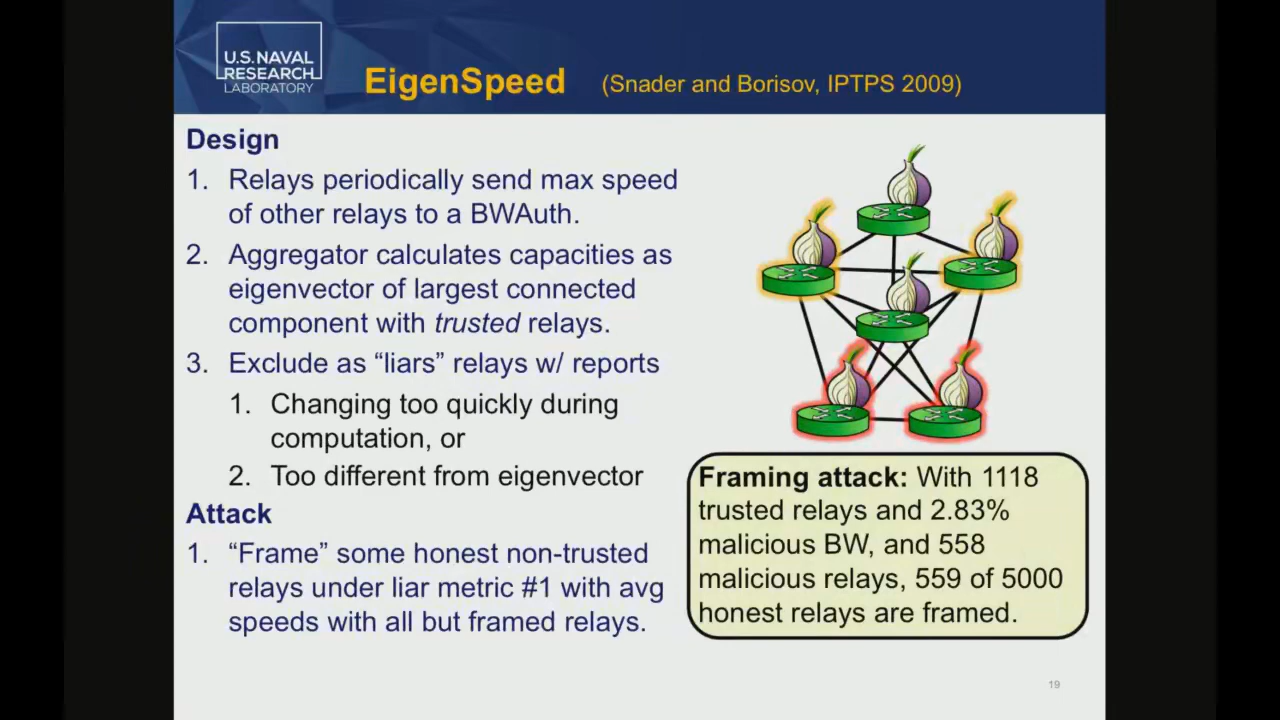 U.S. NAVAL
RESEARCH
LABORATORY
EigenSpeed (Snader and Borisov, IPTPS 2009)
Design
1. Relays periodically send max speed
of other relays to a BWAuth.
2. Aggregator calculates capacities as
eigenvector of largest connected
component with trusted relays.
3. Exclude as “liars” relays w/ reports
1. Changing too quickly during
computation, or
2. Too different from eigenvector
Attack
1. “Frame” some honest non-trusted
relays under liar metric #1 with avg
speeds with all but framed relays.
Framing attack: With 1118
trusted relays and 2.83%
malicious BW, and 558
malicious relays, 559 of 5000
honest relays are framed.
19